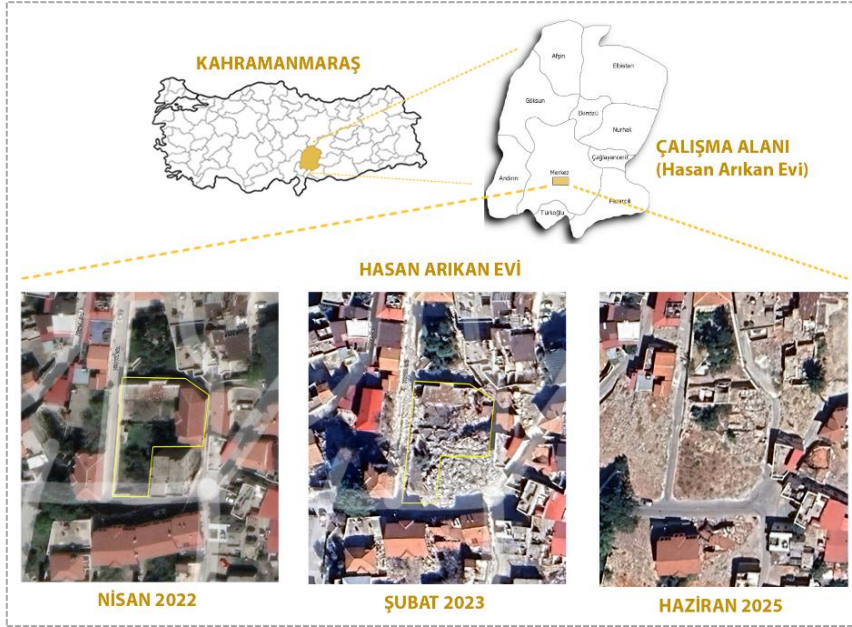 KAHRAMANMARAŞ
Afşin
Elbistan
Göksun
Ekinözü
Nurhak
Çağlayancerit
Andırın
Merkez
Pazarcık
Türkoğlu
ÇALIŞMA ALANI
(Hasan Arıkan Evi)
HASAN ARIKAN EVİ
NİSAN 2022
ŞUBAT 2023
HAZİRAN 2025